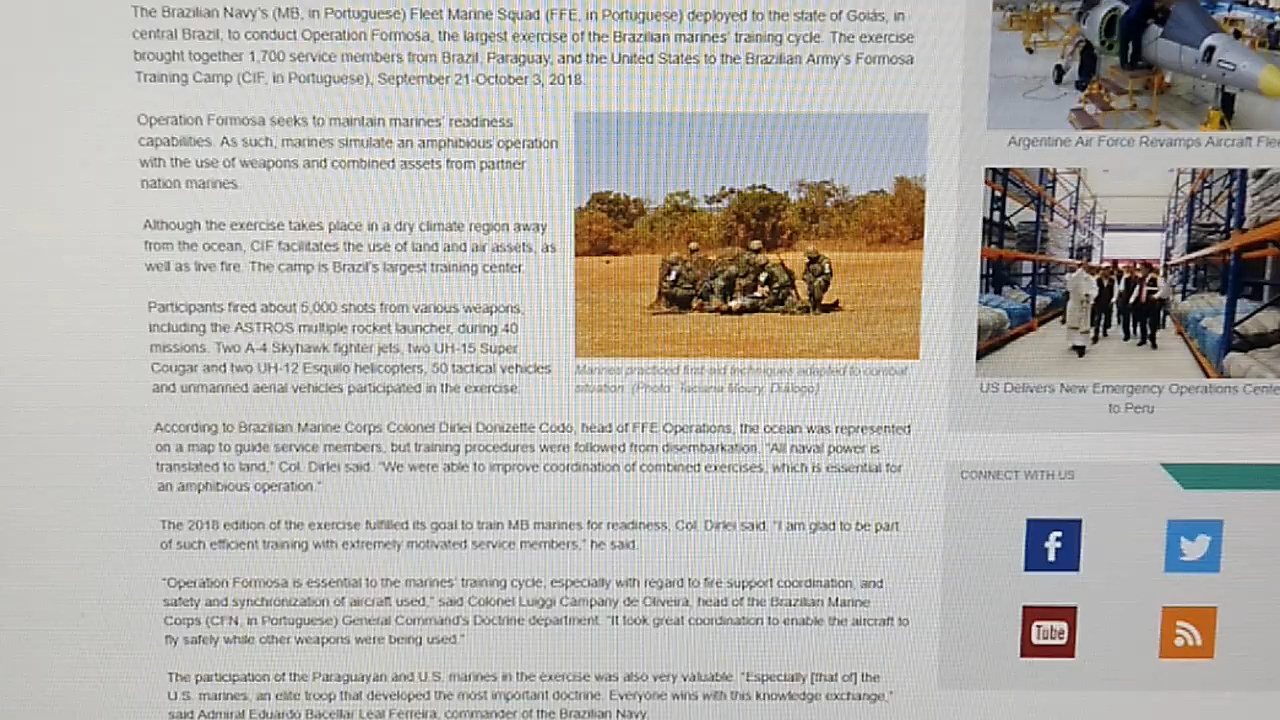 The Brazilian Navy's (MB, in Portuguese) Fleet Marine Squad (FFE, in Portuguese) deployed to the state of Goiás, in
central Brazil, to conduct Operation Formosa, the largest exercise of the Brazilian marines' training cycle. The exercise
brought together 1,700 service members from Brazil, Paraguay, and the United States to the Brazilian Army's Formosa
Training Camp (CIF, in Portuguese), September 21-October 3, 2018.
Operation Formosa seeks to maintain marines' readiness
capabilities. As such, marines simulate an amphibious operation
with the use of weapons and combined assets from partner
nation marines.
Although the exercise takes place in a dry climate region away
from the ocean, CIF facilitates the use of land and air assets, as
well as live fire. The camp is Brazil's largest training center.
Participants fired about 5,000 shots from various weapons,
including the ASTROS multiple rocket launcher, during 40
missions. Two A-4 Skyhawk fighter jets, two UH-15 Super
Cougar and two UH-12 Esquilo helicopters, 50 tactical vehicles
and unmanned aerial vehicles participated in the exercise.
Marines practiced first-aid techniques adapted to combat
situation. (Photo: Taciana Moury, Diálogo)
According to Brazilian Marine Corps Colonel Dirlei Donizette Codo, head of FFE Operations, the ocean was represented
on a map to guide service members, but training procedures were followed from disembarkation. "All naval power is
translated to land," Col. Dirlei said. "We were able to improve coordination of combined exercises, which is essential for
an amphibious operation."
The 2018 edition of the exercise fulfilled its goal to train MB marines for readiness, Col. Dirlei said. "I am glad to be part
of such efficient training with extremely motivated service members," he said.
"Operation Formosa is essential to the marines' training cycle, especially with regard to fire support coordination, and
safety and synchronization of aircraft used," said Colonel Luiggi Campany de Oliveira, head of the Brazilian Marine
Corps (CFN, in Portuguese) General Command's Doctrine department. "It took great coordination to enable the aircraft to
fly safely while other weapons were being used."
The participation of the Paraguayan and U.S. marines in the exercise was also very valuable. "Especially [that of] the
U.S. marines, an elite troop that developed the most important doctrine. Everyone wins with this knowledge exchange,"
said Admiral Eduardo Bacellar Leal Ferreira, commander of the Brazilian Navy.
Argentine Air Force Revamps Aircraft Flee
US Delivers New Emergency Operations Cente
to Peru
CONNECT WITH US
f
Tube